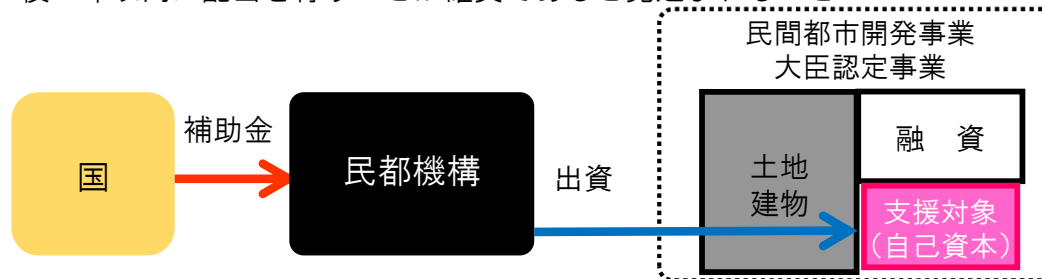 民間都市開発事業
大臣認定事業
国
補助金
民都機構
出資
土地
建物
融　資
支援対象
（自己資本）